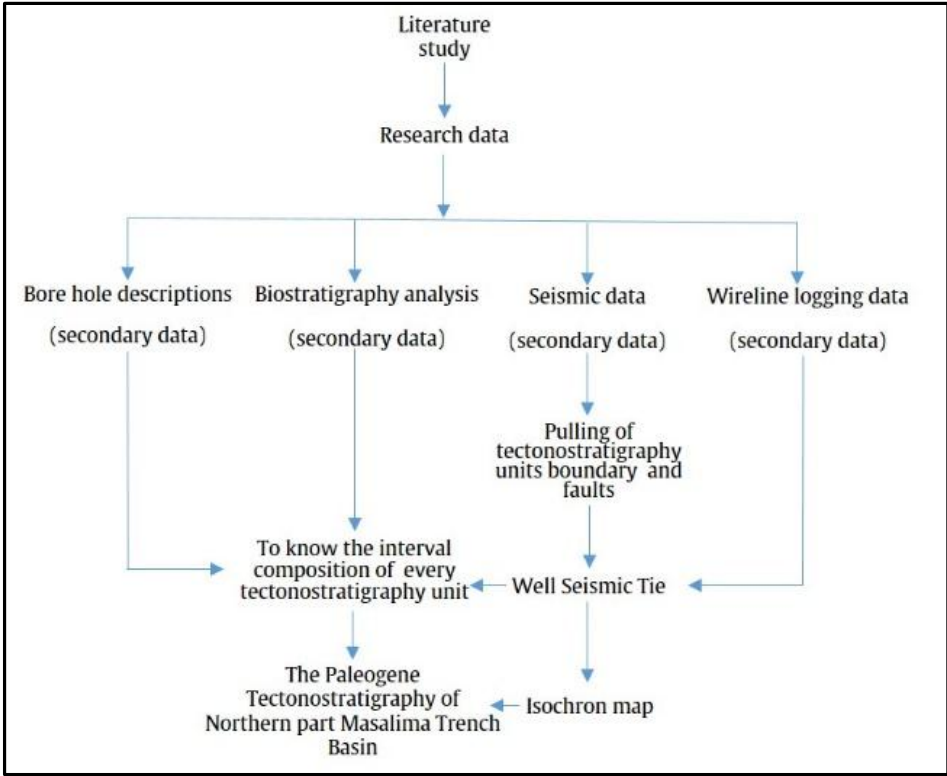 Literature
study
Research data
Bore hole descriptions
(secondary data)
Biostratigraphy analysis
(secondary data)
Seismic data
(secondary data)
Wireline logging data
(secondary data)
Pulling of
tectonostratigraphy
units boundary and
faults
To know the interval
composition of every
tectonostratigraphy unit
Well Seismic Tie
The Paleogene
Tectonostratigraphy of
Northern part Masalima Trench
Basin
Isochron map